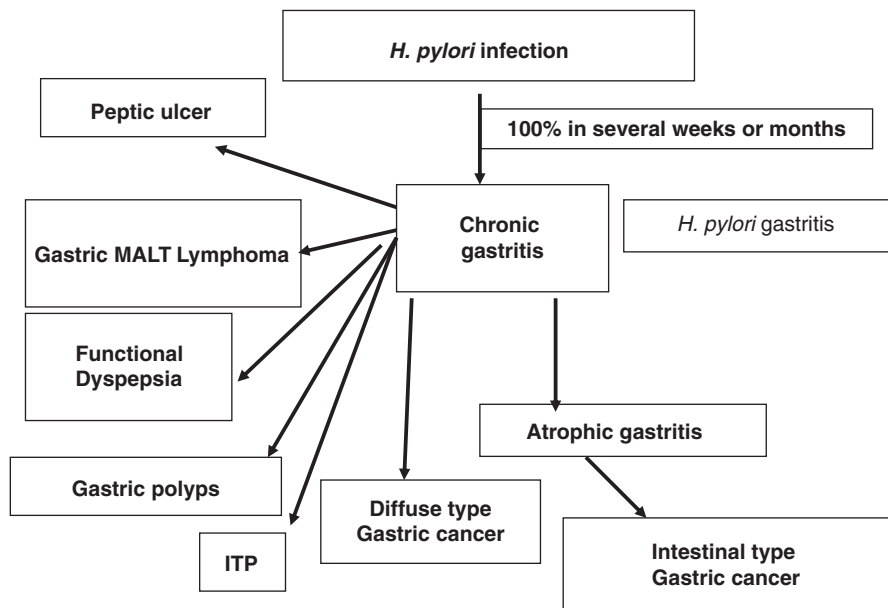 H. pylori infection
Peptic ulcer
100% in several weeks or months
Chronic
gastritis
H. pylori gastritis
Gastric MALT Lymphoma
Functional
Dyspepsia
Atrophic gastritis
Gastric polyps
Diffuse type
Gastric cancer
ITP
Intestinal type
Gastric cancer